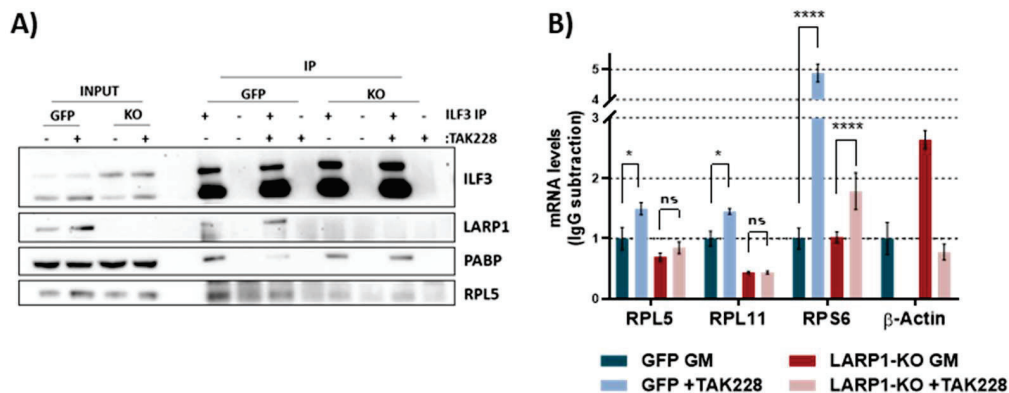 A)
IP
INPUT
GFP
KO
GFP KO
+ - + - + - + - ILF3 IP
- + - + - - + + - - + + :TAK228
ILF3
LARP1
PABP
RPL5
B)
mRNA levels
(IgG subtraction)
5
4
3
2
1
0
****
****
*
*
ns
ns
RPL5 RPL11 RPS6 β-Actin
GFP GM
LARP1-KO GM
GFP +TAK228
LARP1-KO +TAK228